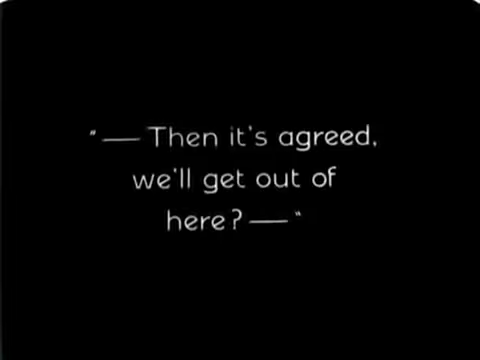 "— Then it's agreed,
we'll get out of
here? —"